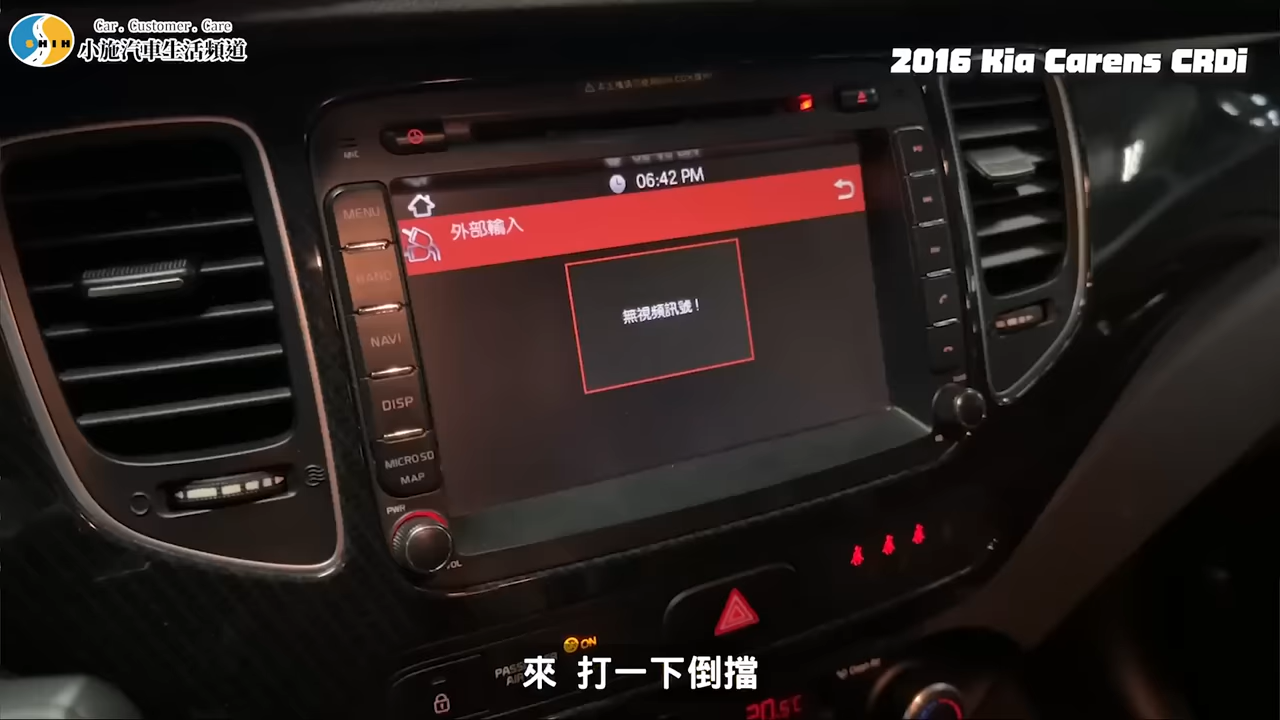 Car. Customer. Care
SHIH
小施汽車生活頻道
2016 Kia Carens CRDi
MIC
MENU
BAND
NAVI
DISP
MICRO SD
MAP
PWR
VOL
06:42 PM
外部輸入
無視頻訊號!
ON
來 打一下倒擋